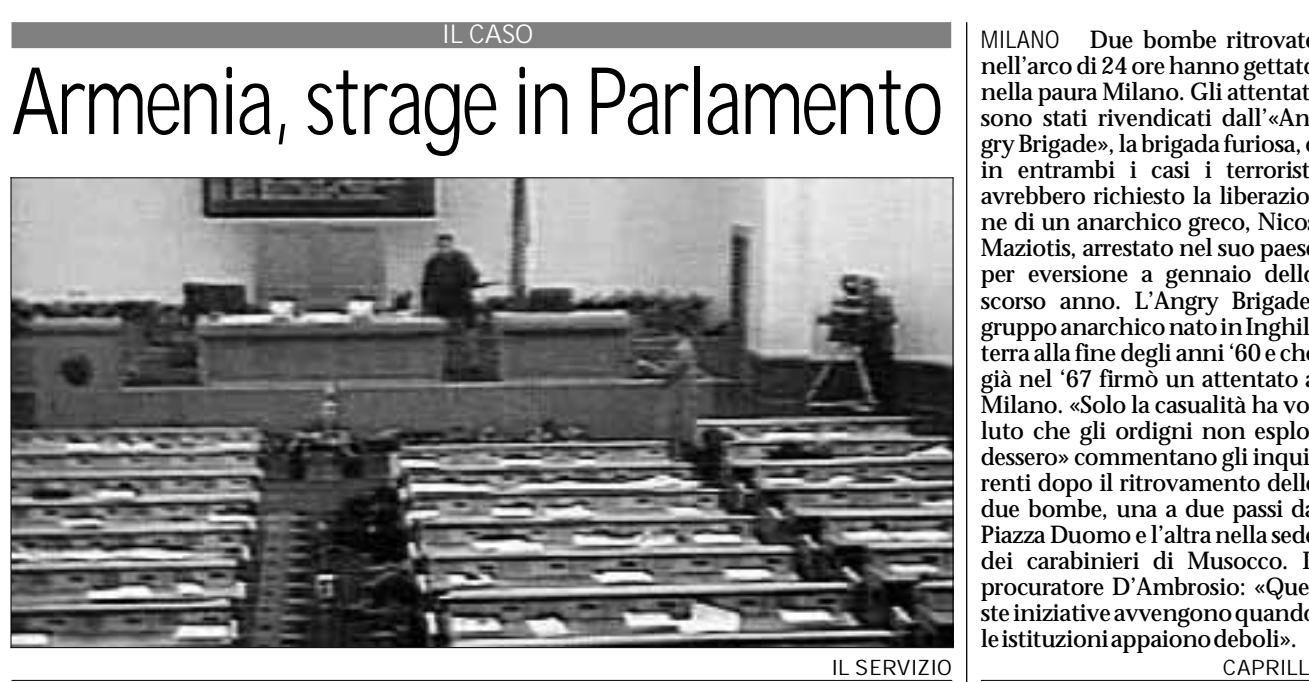 IL CASO
Armenia, strage in Parlamento
IL SERVIZIO
MILANO Due bombe ritrovate
nell'arco di 24 ore hanno gettato
nella paura Milano. Gli attentat
sono stati rivendicati dall'«An
gry Brigade», la brigada furiosa, e
in entrambi i casi i terrorist
avrebbero richiesto la liberazio
ne di un anarchico greco, Nicos
Maziotis, arrestato nel suo paese
per eversione a gennaio dello
scorso anno. L'Angry Brigade
gruppo anarchico nato in Inghil
terra alla fine degli anni '60 e che
già nel '67 firmò un attentato a
Milano. «Solo la casualità ha vo
luto che gli ordigni non esplo
dessero» commentano gli inqui
renti dopo il ritrovamento delle
due bombe, una a due passi da
Piazza Duomo e l'altra nella sede
dei carabinieri di Musocco. I
procuratore D'Ambrosio: «Que
ste iniziative avvengono quando
le istituzioni appaiono deboli».
CAPRILL